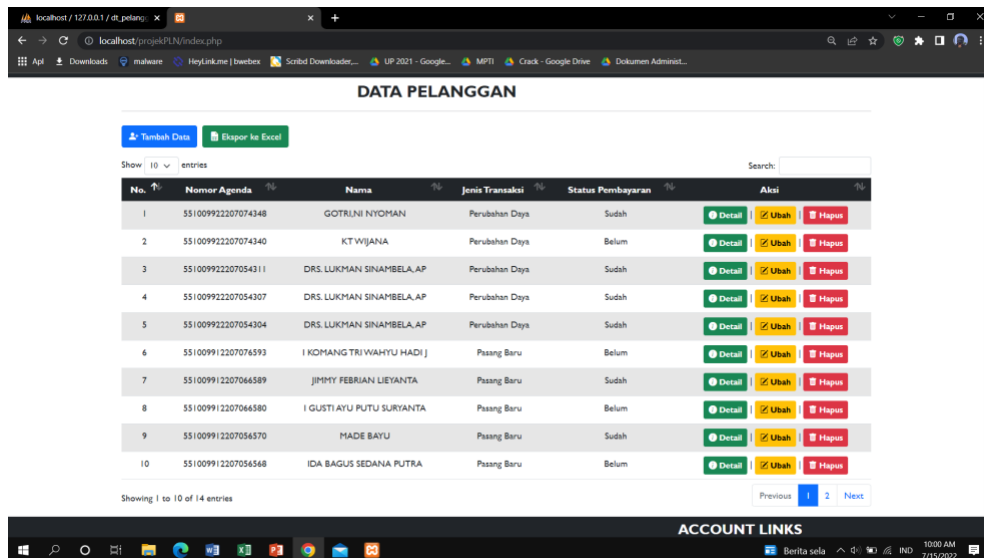 localhost / 127.0.0.1 / dt_pelangg
localhost/projekPLN/index.php
Apl Downloads malware HeyLink.me | bwebex Scribd Downloader,... UP 2021 - Google... MPTI Crack - Google Drive Dokumen Administ...
DATA PELANGGAN
Tambah Data Ekspor ke Excel
Show 10 entries Search:
No. Nomor Agenda Nama Jenis Transaksi Status Pembayaran Aksi
1 551009922207074348 GOTRI,NI NYOMAN Perubahan Daya Sudah Detail | Ubah | Hapus
2 551009922207074340 KT WIJANA Perubahan Daya Belum Detail | Ubah | Hapus
3 551009922207054311 DRS. LUKMAN SINAMBELA,AP Perubahan Daya Sudah Detail | Ubah | Hapus
4 551009922207054307 DRS. LUKMAN SINAMBELA,AP Perubahan Daya Sudah Detail | Ubah | Hapus
5 551009922207054304 DRS. LUKMAN SINAMBELA,AP Perubahan Daya Sudah Detail | Ubah | Hapus
6 551009912207076593 I KOMANG TRI WAHYU HADI J Pasang Baru Belum Detail | Ubah | Hapus
7 551009912207066589 JIMMY FEBRIAN LIEYANTA Pasang Baru Sudah Detail | Ubah | Hapus
8 551009912207066580 I GUSTI AYU PUTU SURYANTA Pasang Baru Belum Detail | Ubah | Hapus
9 551009912207056570 MADE BAYU Pasang Baru Sudah Detail | Ubah | Hapus
10 551009912207056568 IDA BAGUS SEDANA PUTRA Pasang Baru Belum Detail | Ubah | Hapus
Showing 1 to 10 of 14 entries Previous 1 2 Next
ACCOUNT LINKS
Berita sela IND 10:00 AM
7/15/2022